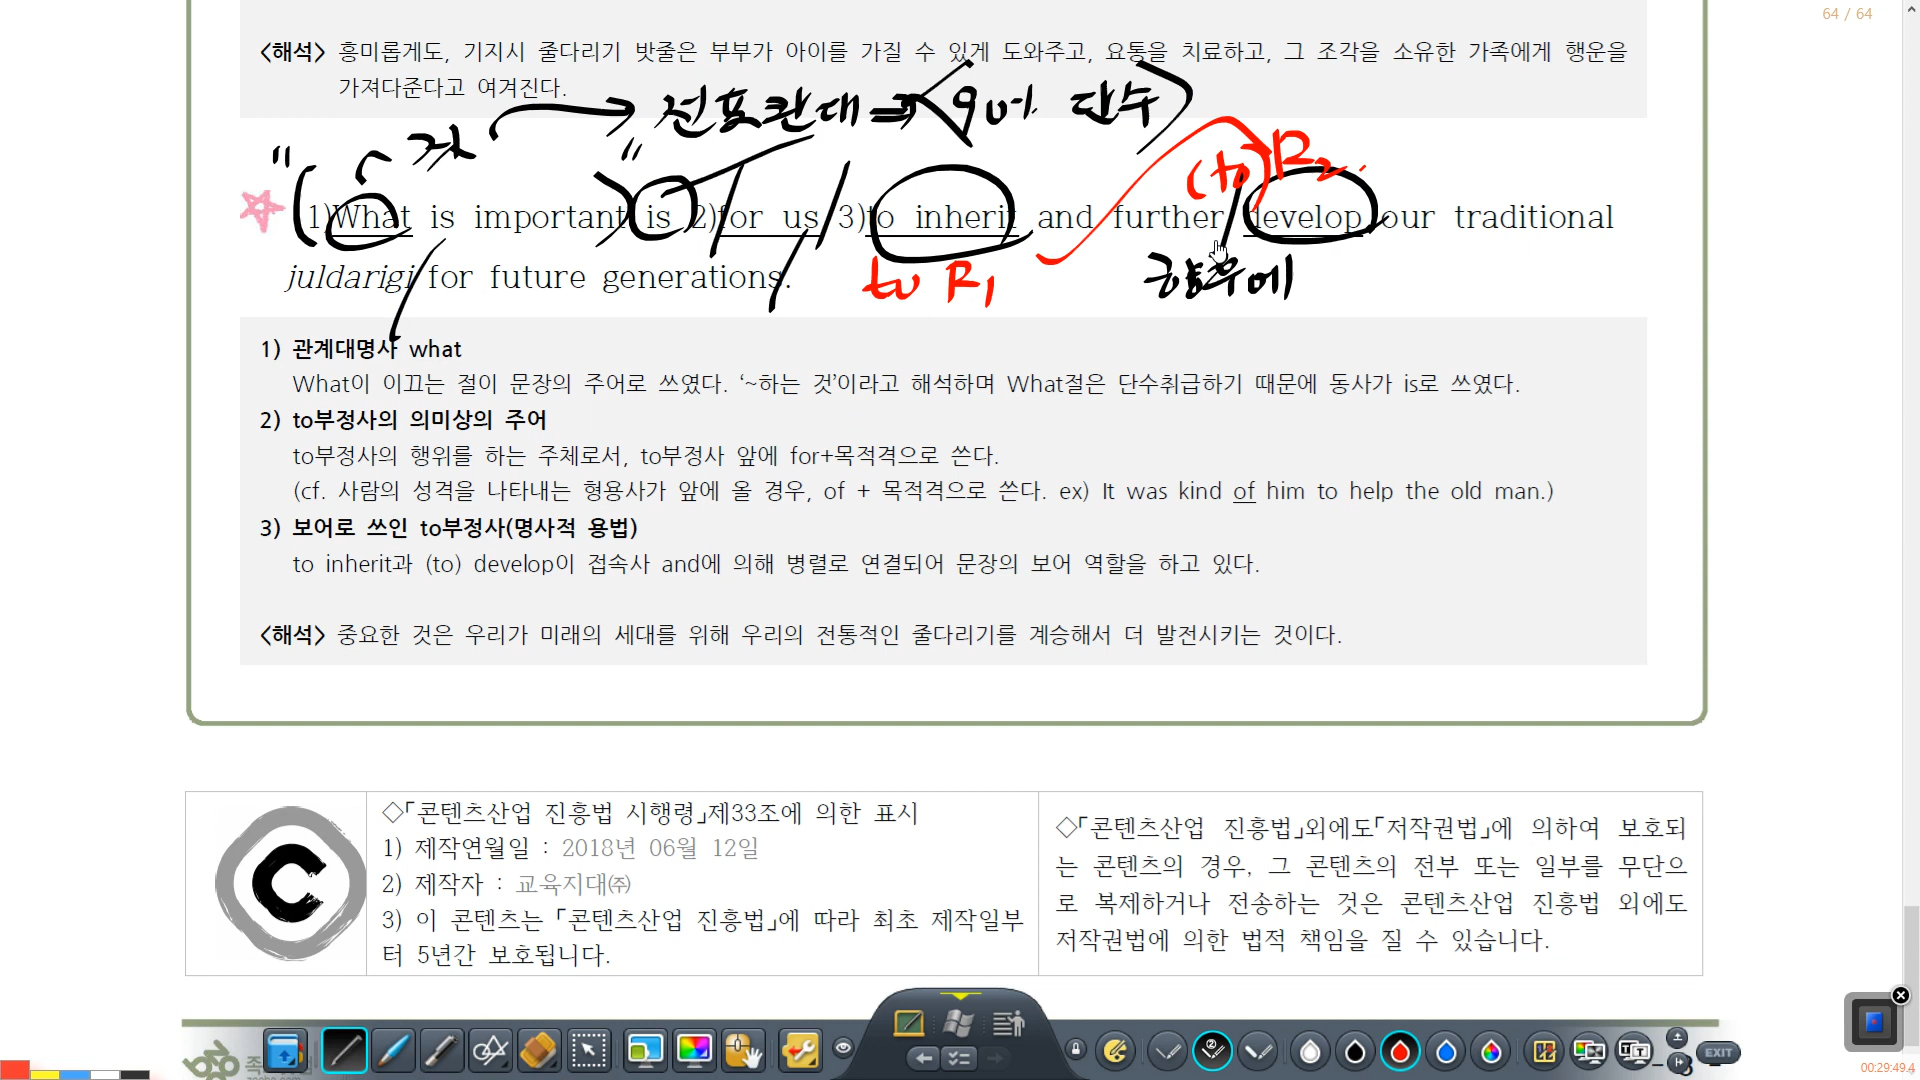 64 / 64
<해석> 흥미롭게도, 기지시 줄다리기 밧줄은 부부가 아이를 가질 수 있게 도와주고, 요통을 치료하고, 그 조각을 소유한 가족에게 행운을
가져다준다고 여겨진다.
것 선포관대 ⇒ 단수
(to) R2
1)What is important is 2)for us 3)to inherit and further develop our traditional
juldarigi for future generations.
to R1 향후에
1) 관계대명사 what
What이 이끄는 절이 문장의 주어로 쓰였다. ‘~하는 것’이라고 해석하며 What절은 단수취급하기 때문에 동사가 is로 쓰였다.
2) to부정사의 의미상의 주어
to부정사의 행위를 하는 주체로서, to부정사 앞에 for+목적격으로 쓴다.
(cf. 사람의 성격을 나타내는 형용사가 앞에 올 경우, of + 목적격으로 쓴다. ex) It was kind of him to help the old man.)
3) 보어로 쓰인 to부정사(명사적 용법)
to inherit과 (to) develop이 접속사 and에 의해 병렬로 연결되어 문장의 보어 역할을 하고 있다.
<해석> 중요한 것은 우리가 미래의 세대를 위해 우리의 전통적인 줄다리기를 계승해서 더 발전시키는 것이다.
◇「콘텐츠산업 진흥법 시행령」제33조에 의한 표시
1) 제작연월일 : 2018년 06월 12일
2) 제작자 : 교육지대㈜
3) 이 콘텐츠는 「콘텐츠산업 진흥법」에 따라 최초 제작일부
터 5년간 보호됩니다.
◇「콘텐츠산업 진흥법」외에도「저작권법」에 의하여 보호되
는 콘텐츠의 경우, 그 콘텐츠의 전부 또는 일부를 무단으
로 복제하거나 전송하는 것은 콘텐츠산업 진흥법 외에도
저작권법에 의한 법적 책임을 질 수 있습니다.
EXIT
00:29:49.4